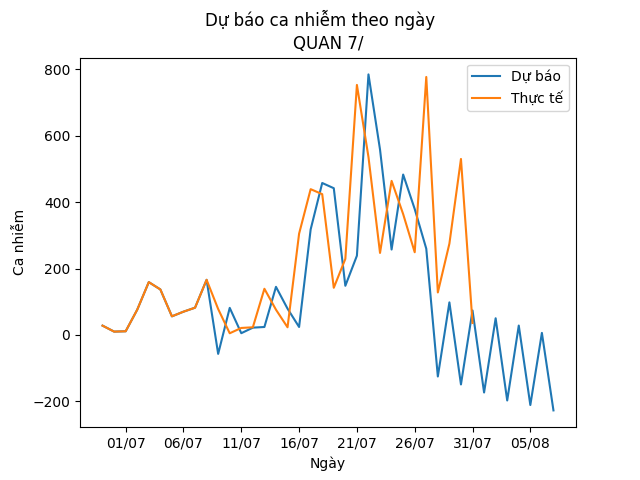 Dự báo ca nhiễm theo ngày
QUAN 7/
Dự báo
Thực tế
Ca nhiễm
800
600
400
200
0
−200
01/07
06/07
11/07
16/07
21/07
26/07
31/07
05/08
Ngày